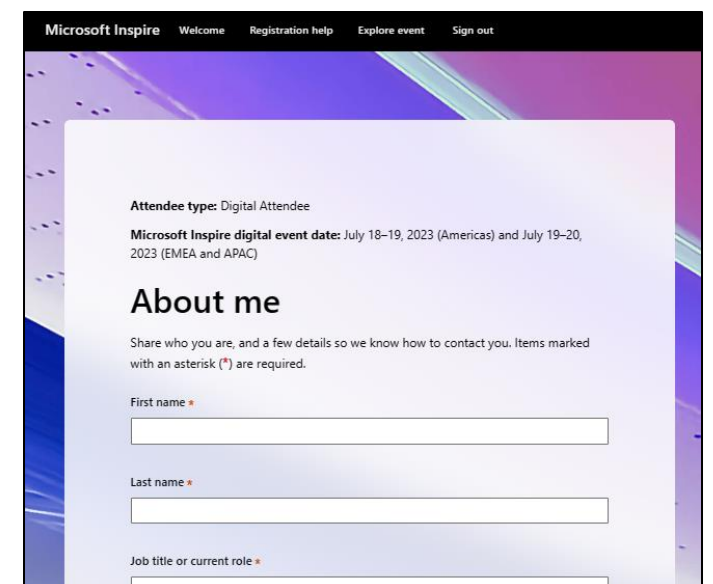 Microsoft Inspire Welcome Registration help Explore event Sign out
Attendee type: Digital Attendee
Microsoft Inspire digital event date: July 18–19, 2023 (Americas) and July 19–20,
2023 (EMEA and APAC)
About me
Share who you are, and a few details so we know how to contact you. Items marked
with an asterisk (*) are required.
First name *
Last name *
Job title or current role *